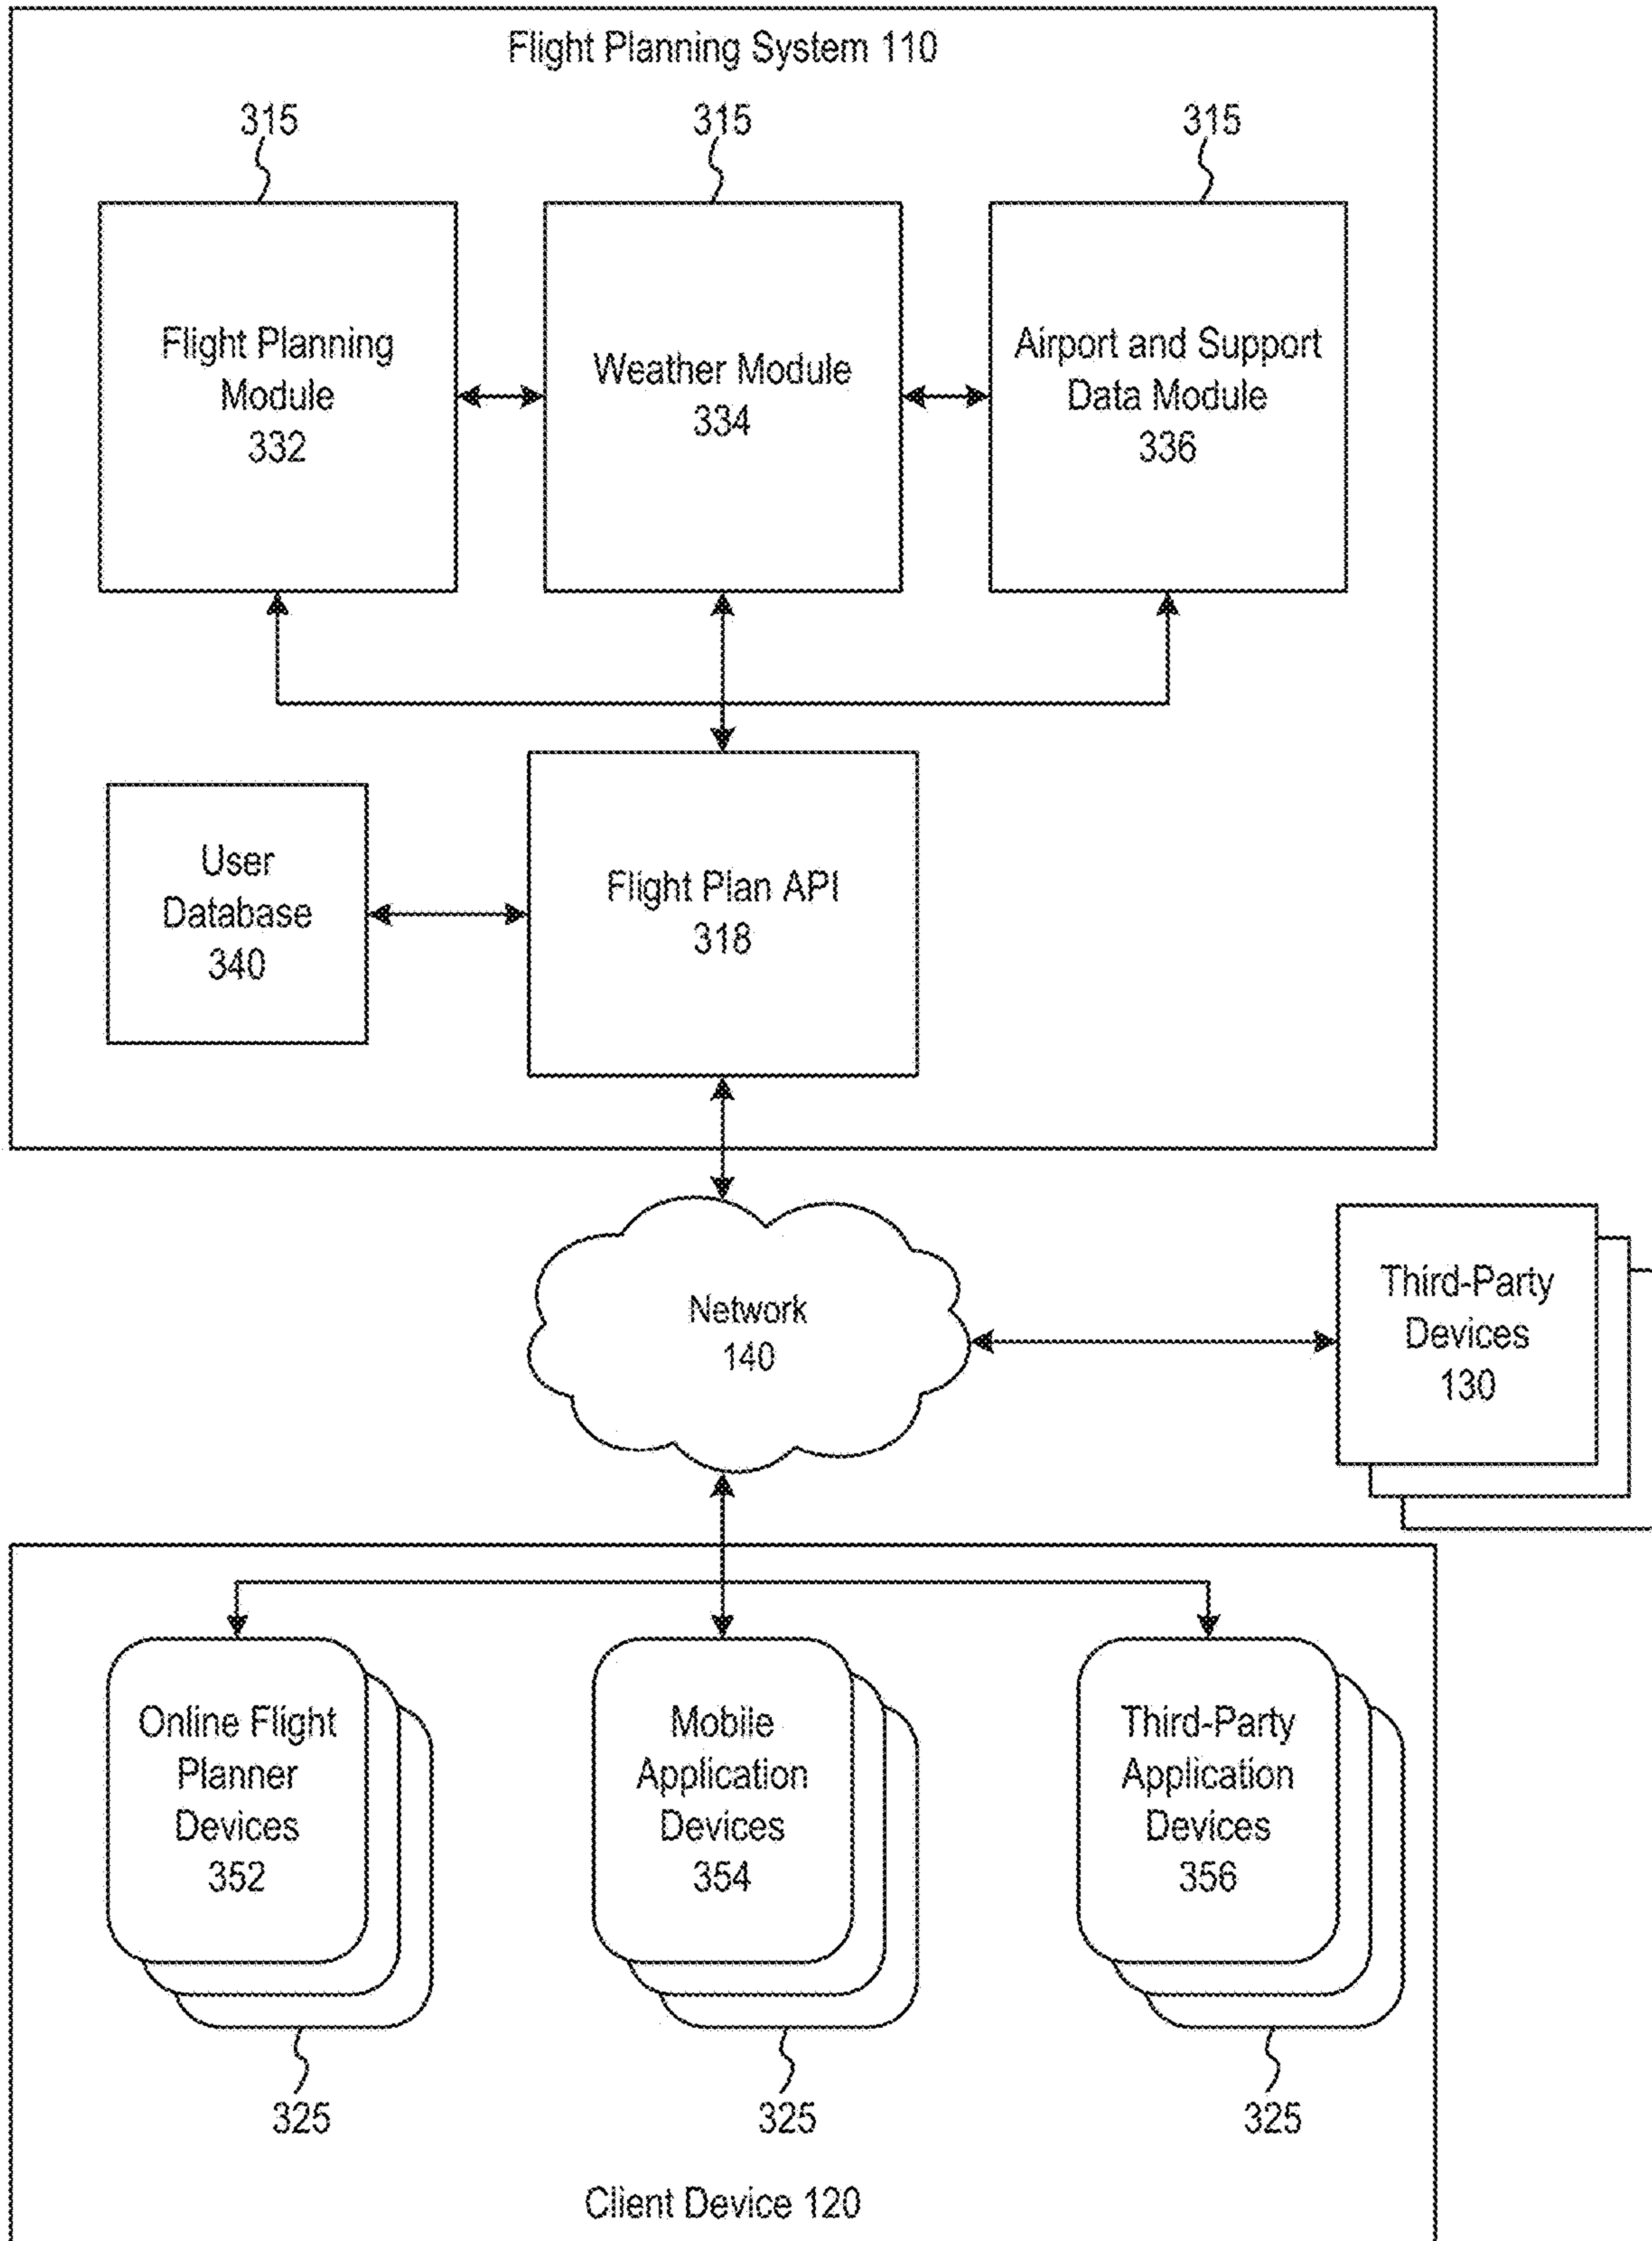 Flight Planning System 110
315
315
315
Flight Planning
Module
332
Weather Module
334
Airport and Support
Data Module
336
User
Database
340
Flight Plan API
318
Network
140
Third-Party
Devices
130
Online Flight
Planner
Devices
352
Mobile
Application
Devices
354
Third-Party
Application
Devices
356
325
325
325
Client Device 120